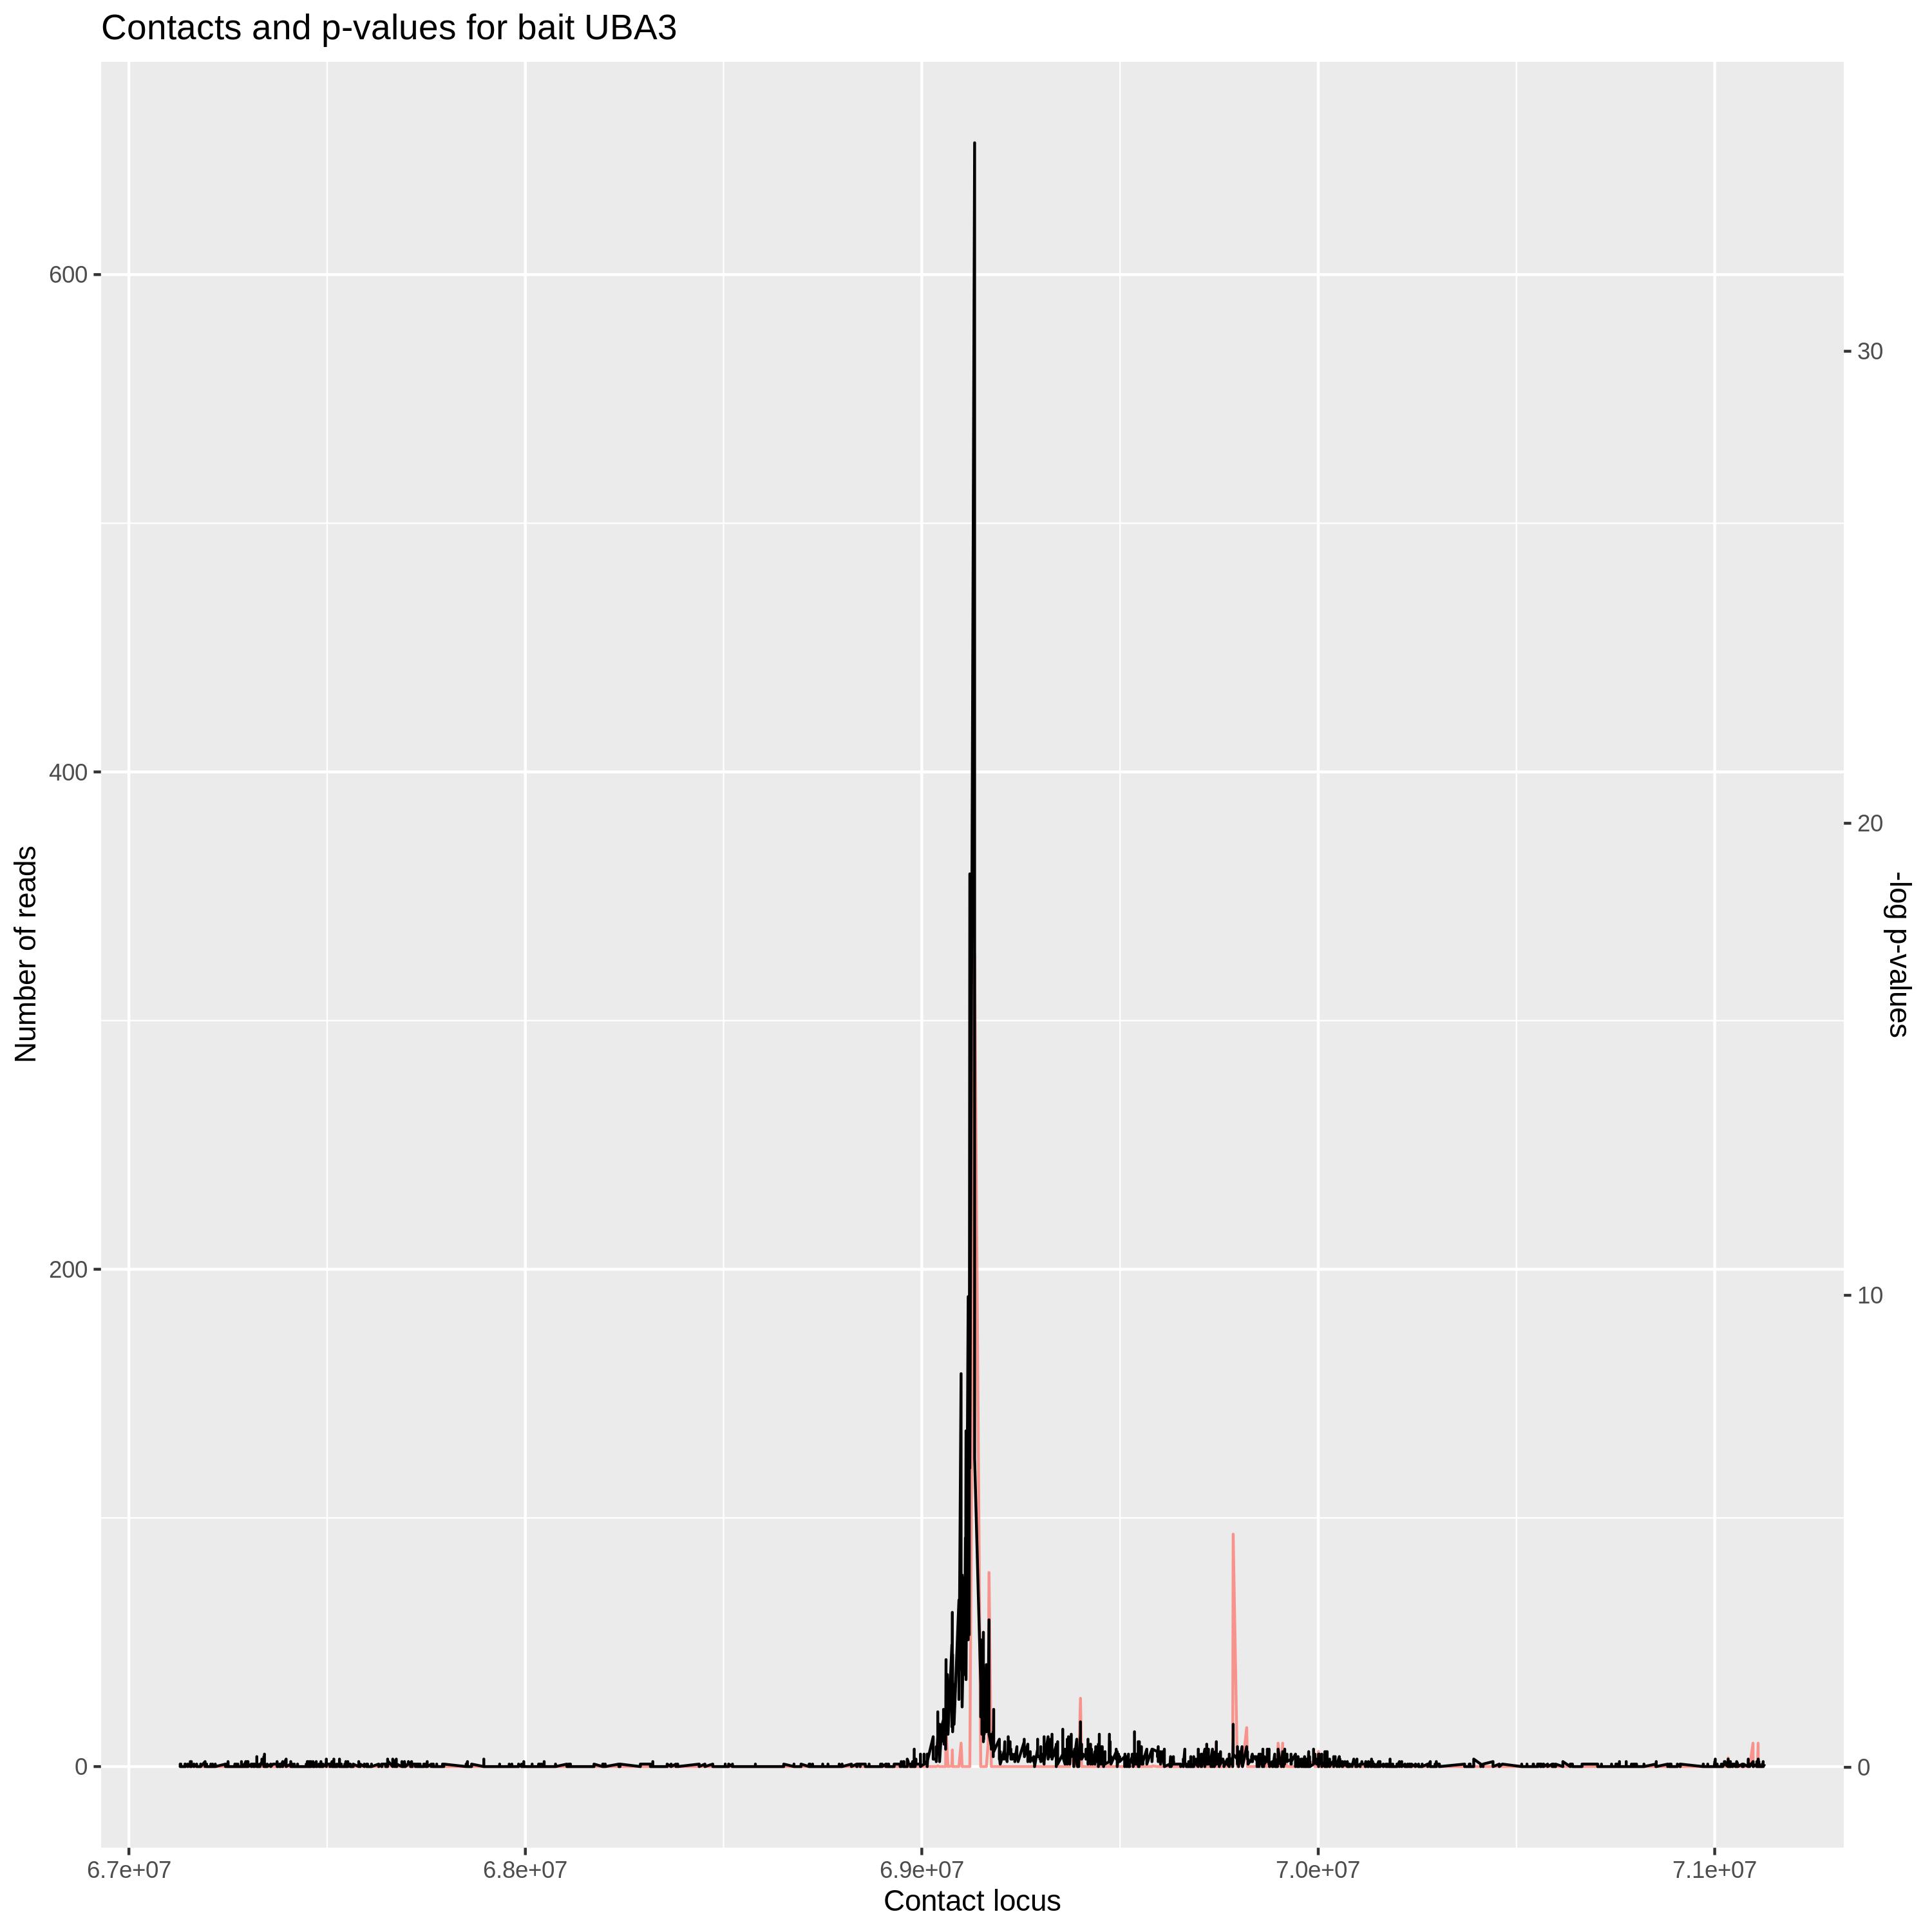 Contacts and p-values for bait UBA3
600
400
200
0
Number of reads
30
20
10
0
-log p-values
6.7e+07 6.8e+07 6.9e+07 7.0e+07 7.1e+07
Contact locus